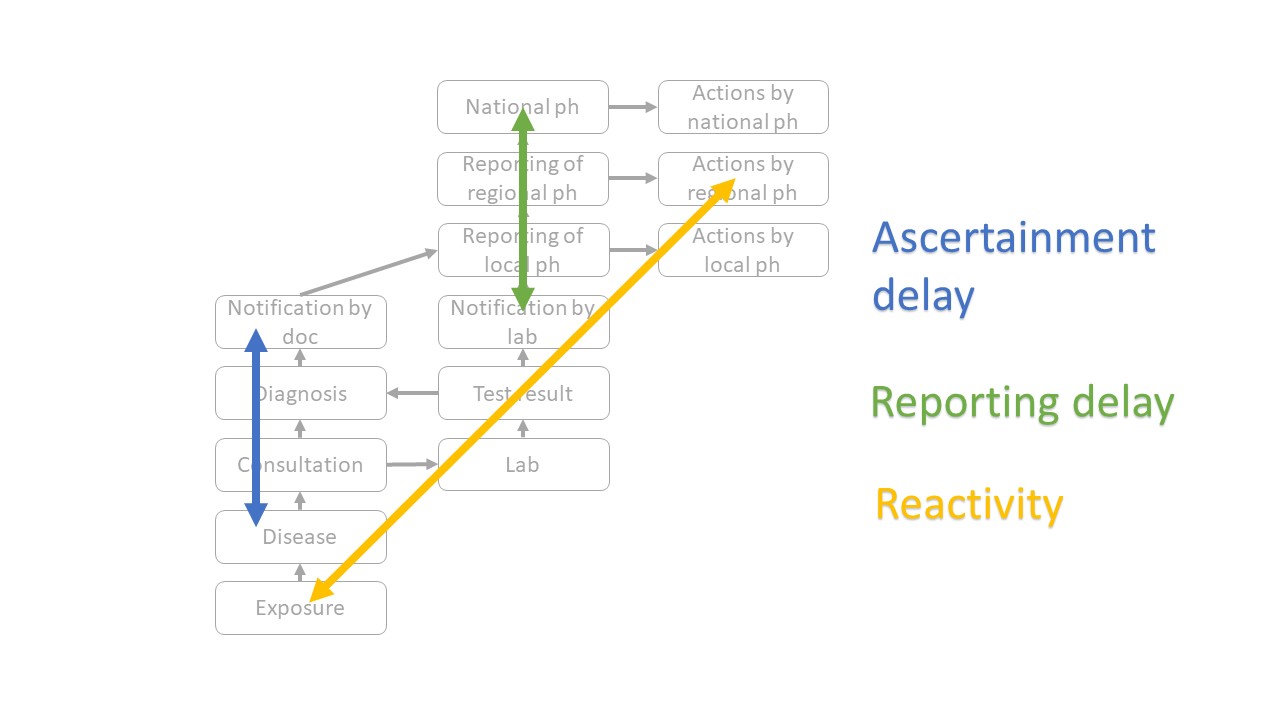 National ph
Actions by
national ph
Reporting of
regional ph
Actions by
regional ph
Reporting of
local ph
Actions by
local ph
Notification by
doc
Notification by
lab
Diagnosis
Test result
Consultation
Lab
Disease
Exposure
Ascertainment
delay
Reporting delay
Reactivity